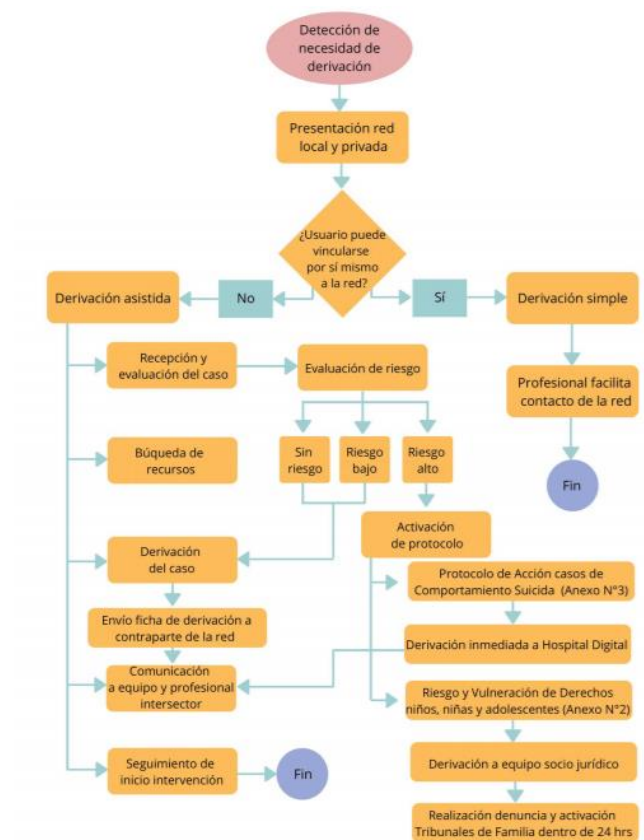 Detección de
necesidad de
derivación
Presentación red
local y privada
¿Usuario puede
vincularse
por sí mismo
a la red?
Derivación asistida
No
Sí
Derivación simple
Recepción y
evaluación del caso
Evaluación de riesgo
Profesional facilita
contacto de la red
Búqueda de
recursos
Sin
riesgo
Riesgo
bajo
Riesgo
alto
Fin
Activación
de protocolo
Derivación
del caso
Protocolo de Acción casos de
Comportamiento Suicida (Anexo N°3)
Envío ficha de derivación a
contraparte de la red
Derivación inmediata a Hospital Digital
Comunicación
a equipo y profesional
intersector
Riesgo y Vulneración de Derechos
niños, niñas y adolescentes (Anexo N°2)
Seguimiento de
inicio intervención
Fin
Derivación a equipo socio jurídico
Realización denuncia y activación
Tribunales de Familia dentro de 24 hrs